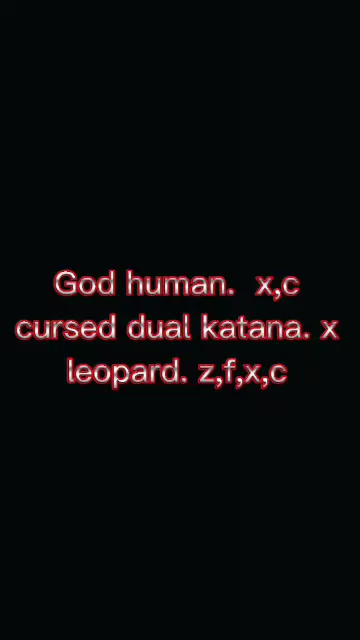 God human.  x,c
cursed dual katana. x
leopard. z,f,x,c